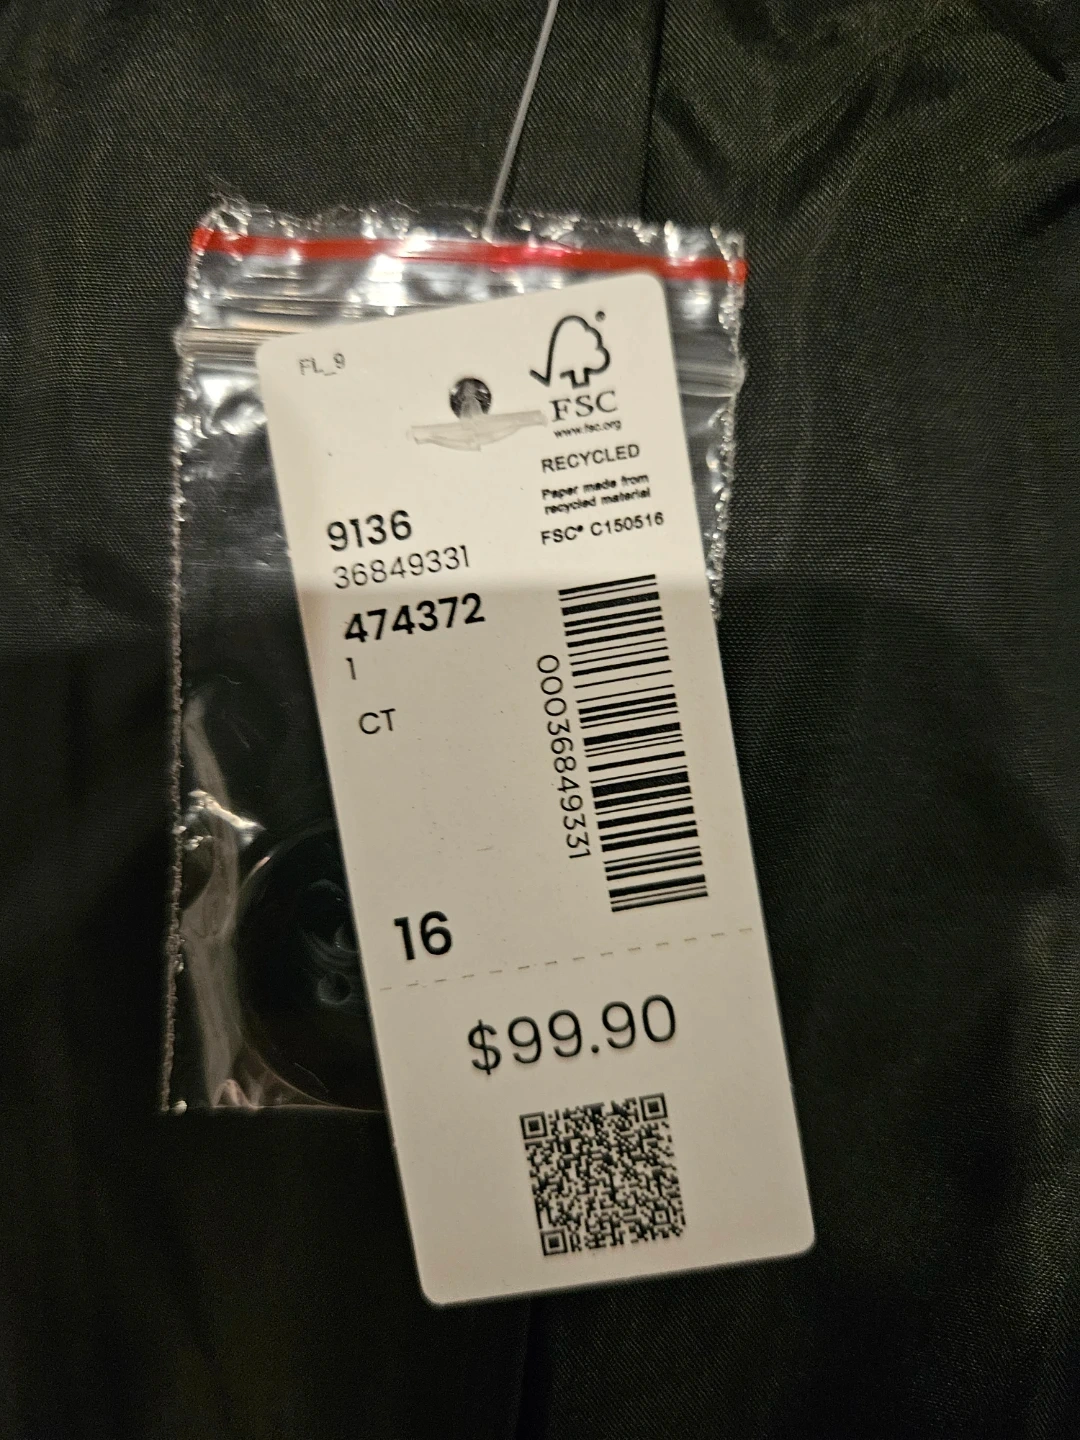 FL_9
FSC
www.fsc.org
RECYCLED
Paper made from
recycled material
FSC® C150516
9136
36849331
474372
1
CT
00036849331
16
$99.90